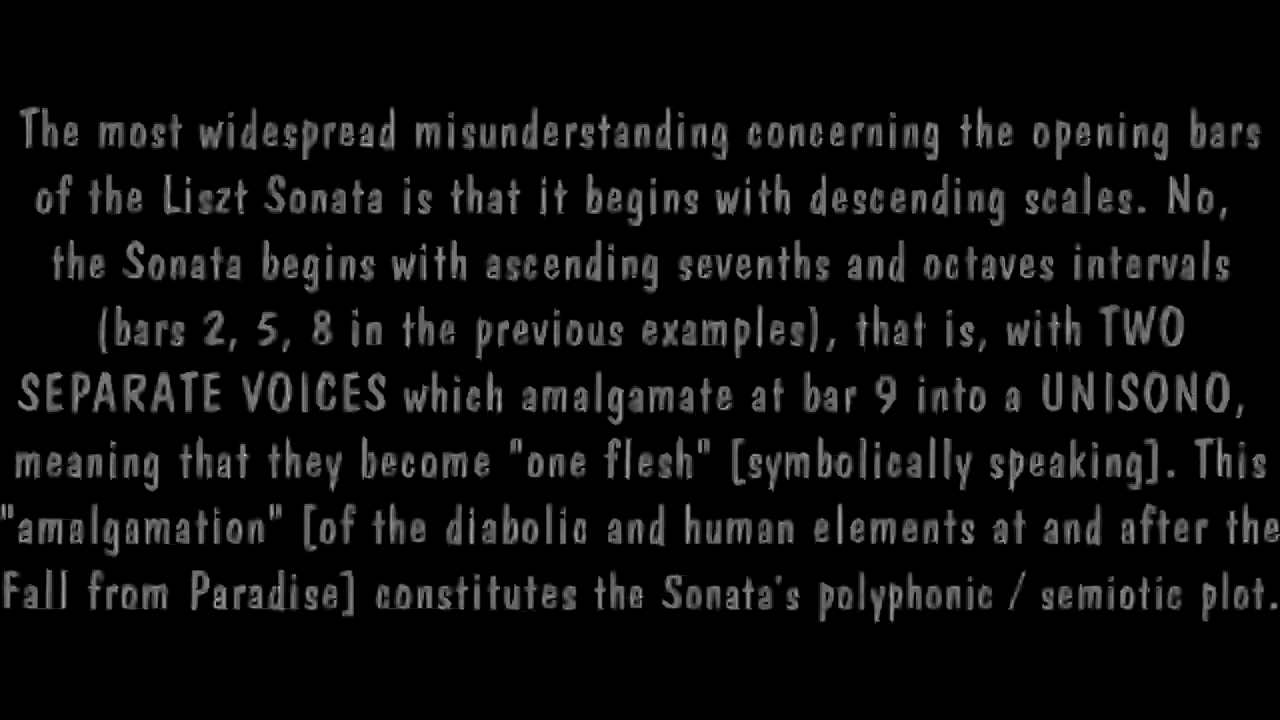 The most widespread misunderstanding concerning the opening bars
of the Liszt Sonata is that it begins with descending scales. No,
the Sonata begins with ascending sevenths and octaves intervals
(bars 2, 5, 8 in the previous examples), that is, with TWO
SEPARATE VOICES which amalgamate at bar 9 into a UNISONO,
meaning that they become "one flesh" [symbolically speaking]. This
"amalgamation" [of the diabolic and human elements at and after the
Fall from Paradise] constitutes the Sonata's polyphonic / semiotic plot.